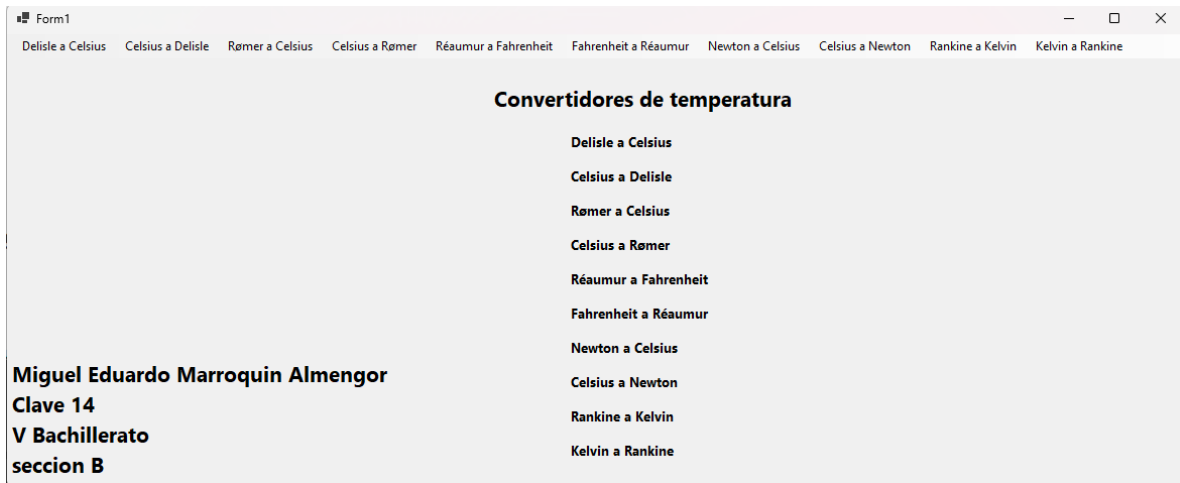 Form1
Delisle a Celsius Celsius a Delisle Rømer a Celsius Celsius a Rømer Réaumur a Fahrenheit Fahrenheit a Réaumur Newton a Celsius Celsius a Newton Rankine a Kelvin Kelvin a Rankine
Convertidores de temperatura
Delisle a Celsius
Celsius a Delisle
Rømer a Celsius
Celsius a Rømer
Réaumur a Fahrenheit
Fahrenheit a Réaumur
Newton a Celsius
Celsius a Newton
Rankine a Kelvin
Kelvin a Rankine
Miguel Eduardo Marroquin Almengor
Clave 14
V Bachillerato
seccion B